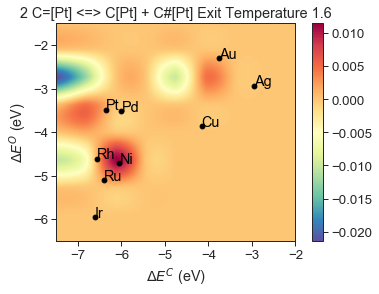 2 C=[Pt] <=> C[Pt] + C#[Pt] Exit Temperature 1.6
−2
−3
−4
−5
−6
ΔE^O (eV)
Au
Ag
Pt
Pd
Cu
Rh
Ni
Ru
Ir
−7
−6
−5
−4
−3
−2
ΔE^C (eV)
0.010
0.005
0.000
−0.005
−0.010
−0.015
−0.020